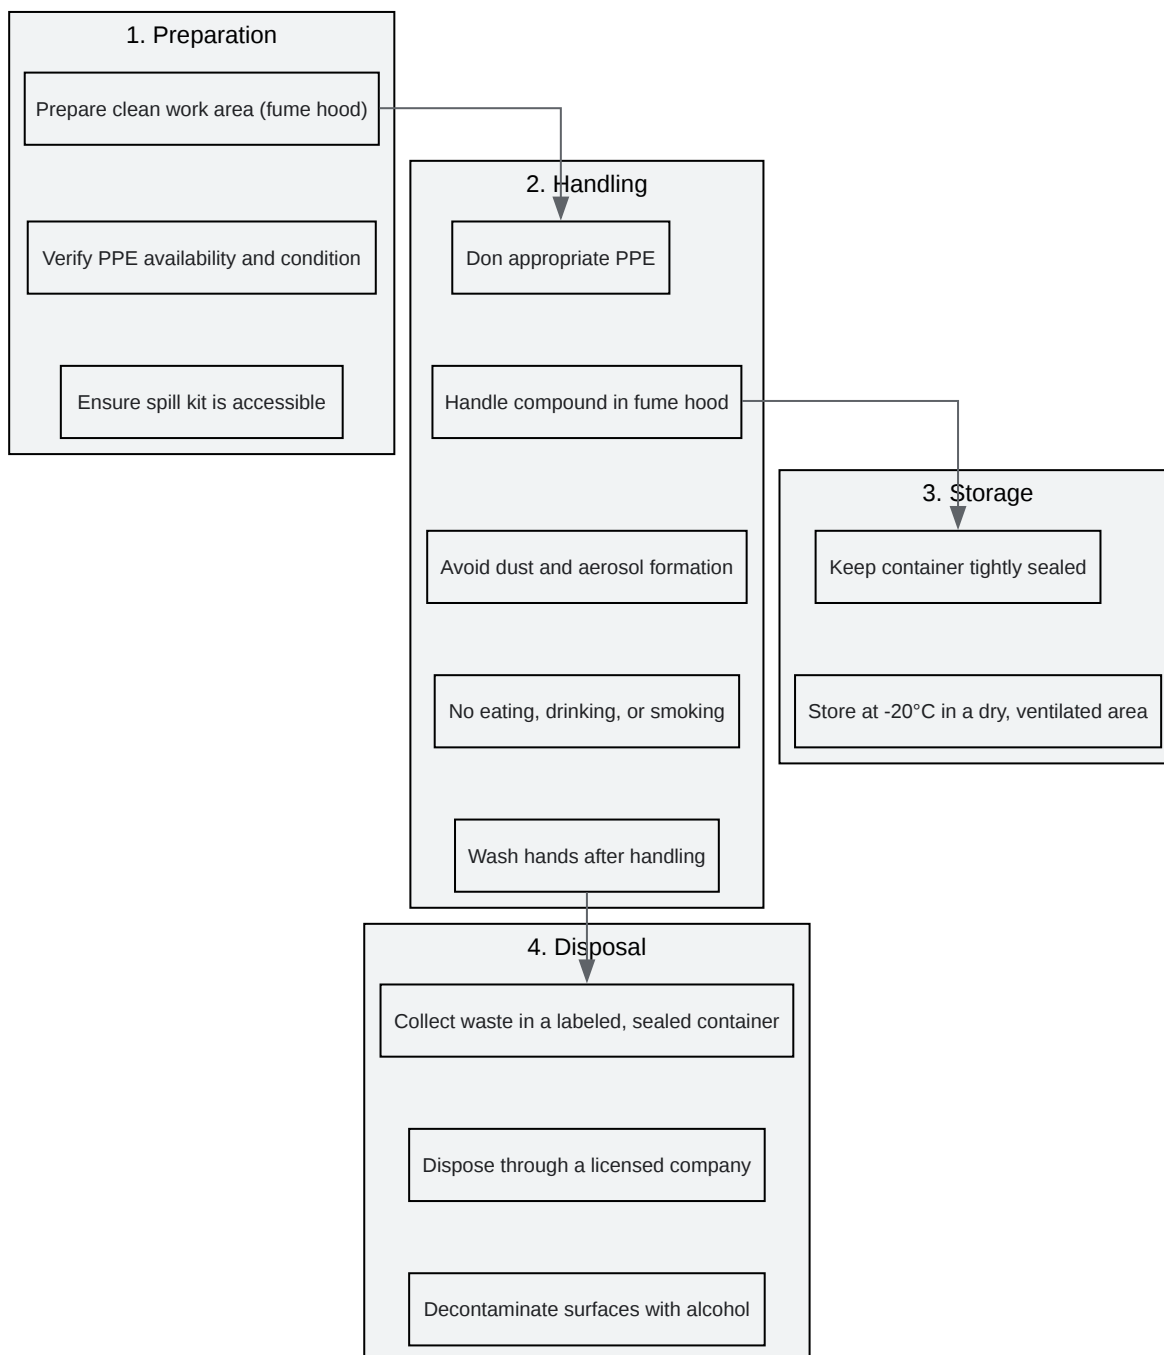 1. Preparation
Prepare clean work area (fume hood)
Verify PPE availability and condition
Ensure spill kit is accessible
2. Handling
Don appropriate PPE
Handle compound in fume hood
Avoid dust and aerosol formation
No eating, drinking, or smoking
Wash hands after handling
3. Storage
Keep container tightly sealed
Store at -20°C in a dry, ventilated area
4. Disposal
Collect waste in a labeled, sealed container
Dispose through a licensed company
Decontaminate surfaces with alcohol